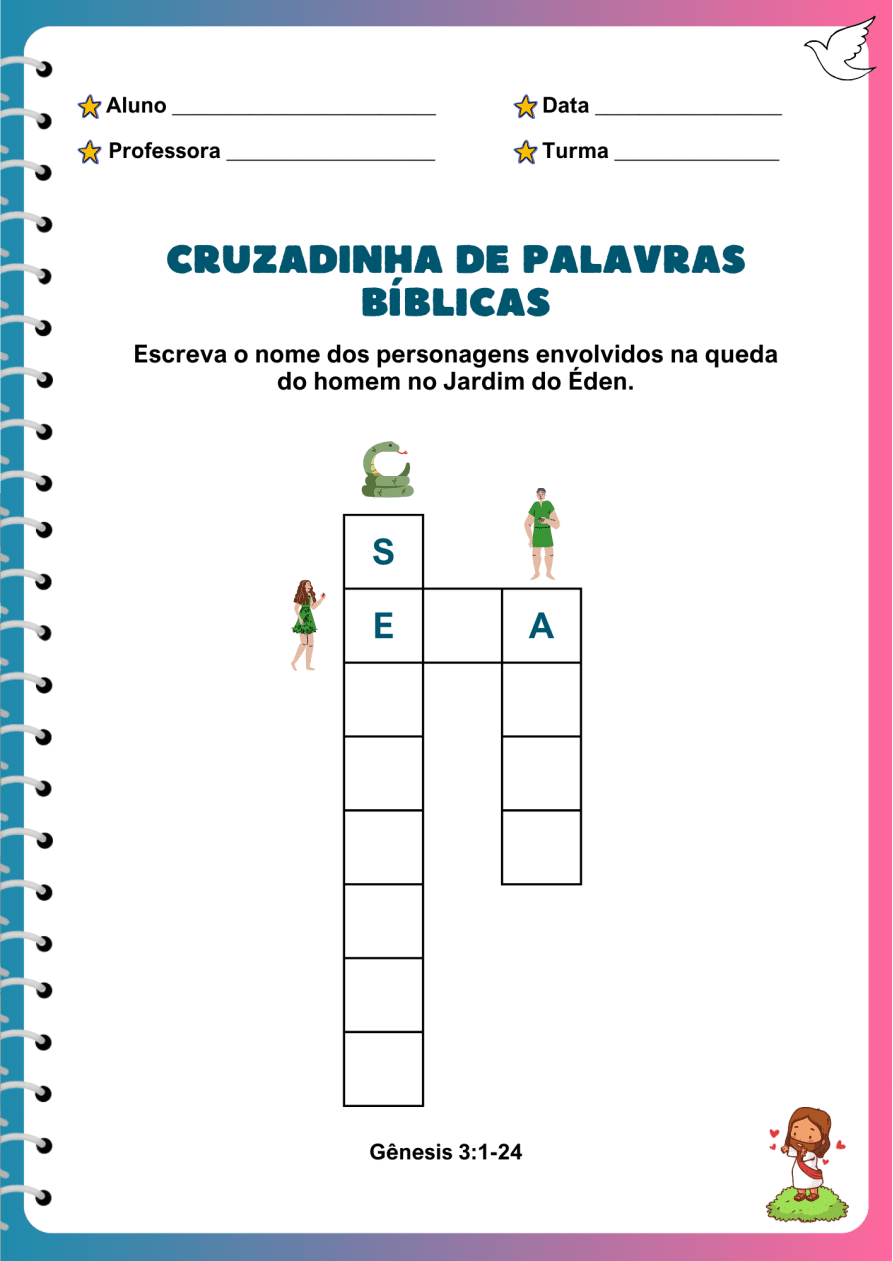 Aluno ______________________ Data ________________
Professora __________________ Turma ______________
CRUZADINHA DE PALAVRAS
BÍBLICAS
Escreva o nome dos personagens envolvidos na queda
do homem no Jardim do Éden.
S
E A
Gênesis 3:1-24